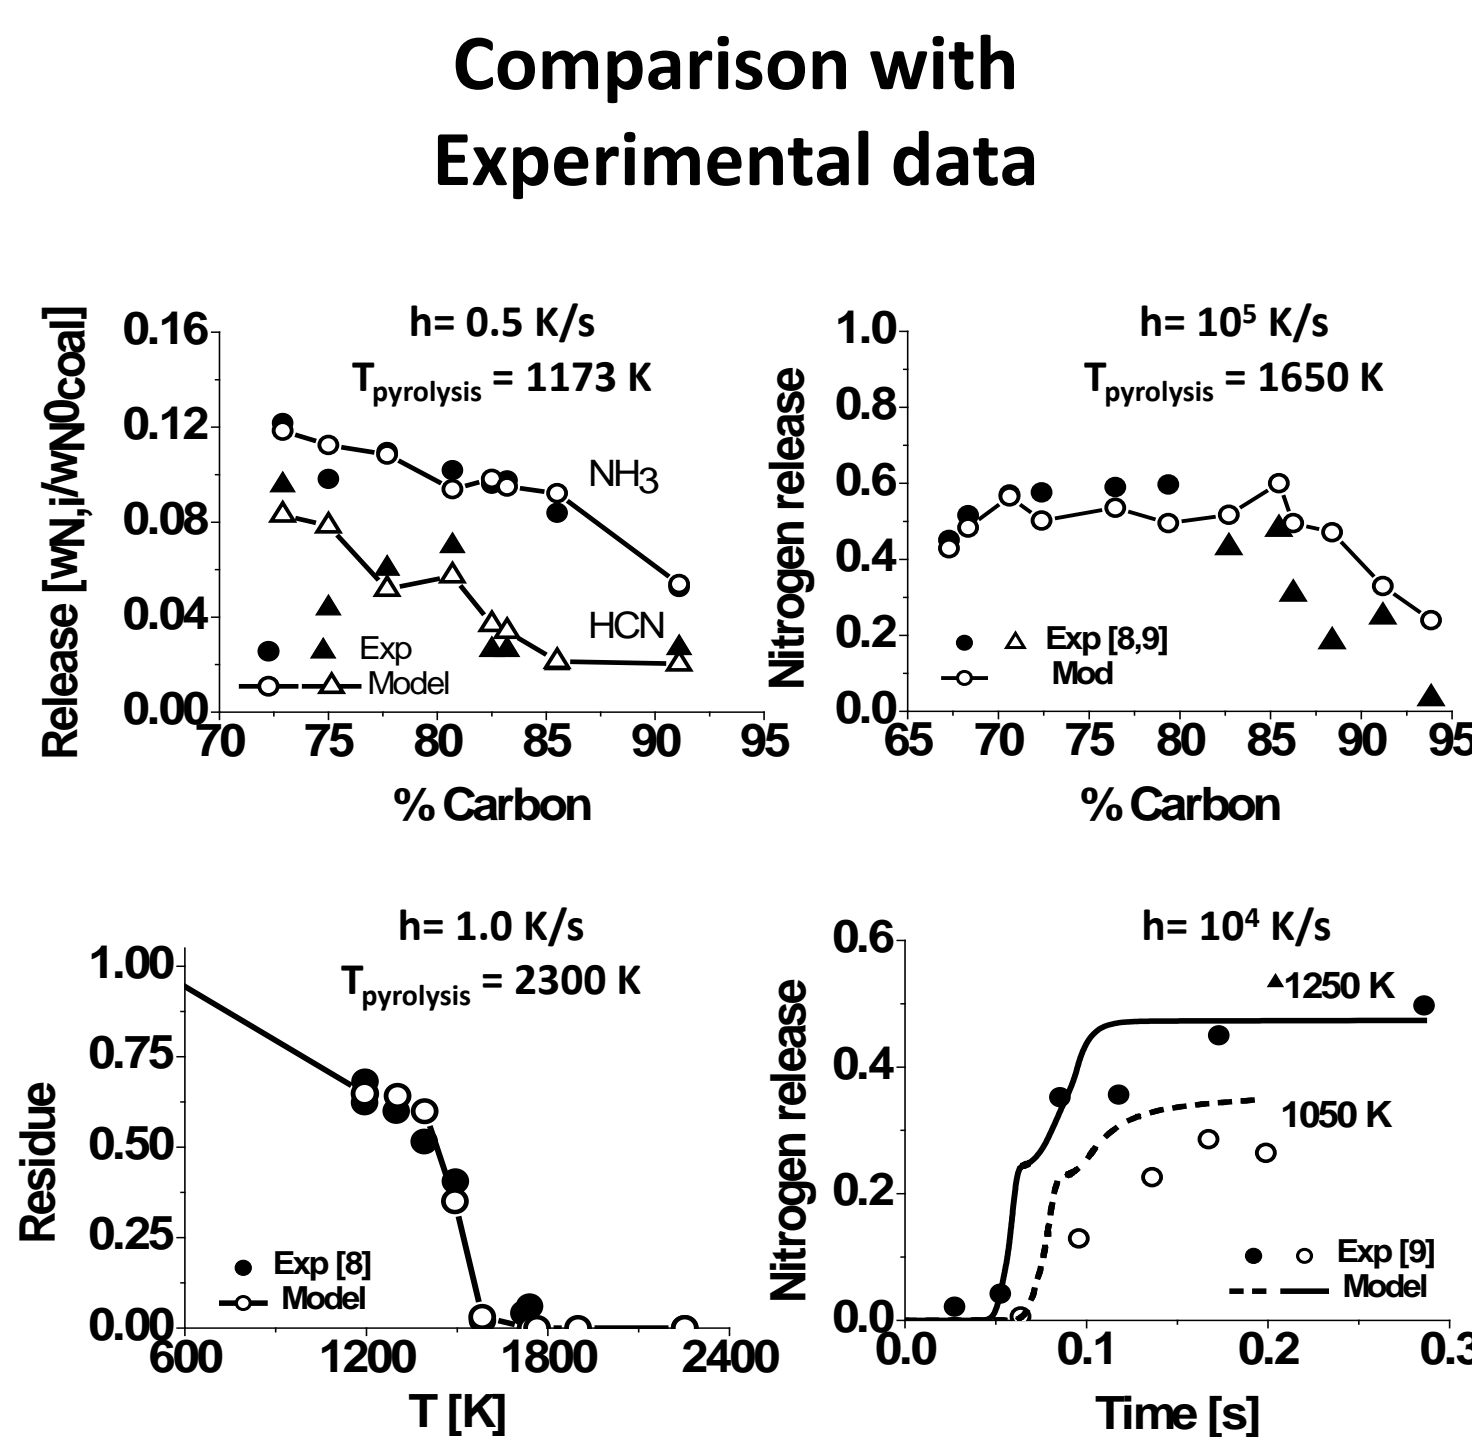 Comparison with
Experimental data
h= 0.5 K/s
Tpyrolysis = 1173 K
Release [wN,i/wN0coal]
0.16
0.12
0.08
0.04
0.00
NH3
HCN
Exp
Model
70 75 80 85 90 95
% Carbon
h= 10⁵ K/s
Tpyrolysis = 1650 K
Nitrogen release
1.0
0.8
0.6
0.4
0.2
0.0
Exp [8,9]
Mod
65 70 75 80 85 90 95
% Carbon
h= 1.0 K/s
Tpyrolysis = 2300 K
Residue
1.00
0.75
0.50
0.25
0.00
Exp [8]
Model
600 1200 1800 2400
T [K]
h= 10⁴ K/s
Nitrogen release
0.6
0.4
0.2
0.0
1250 K
1050 K
Exp [9]
Model
0.0 0.1 0.2 0.3
Time [s]